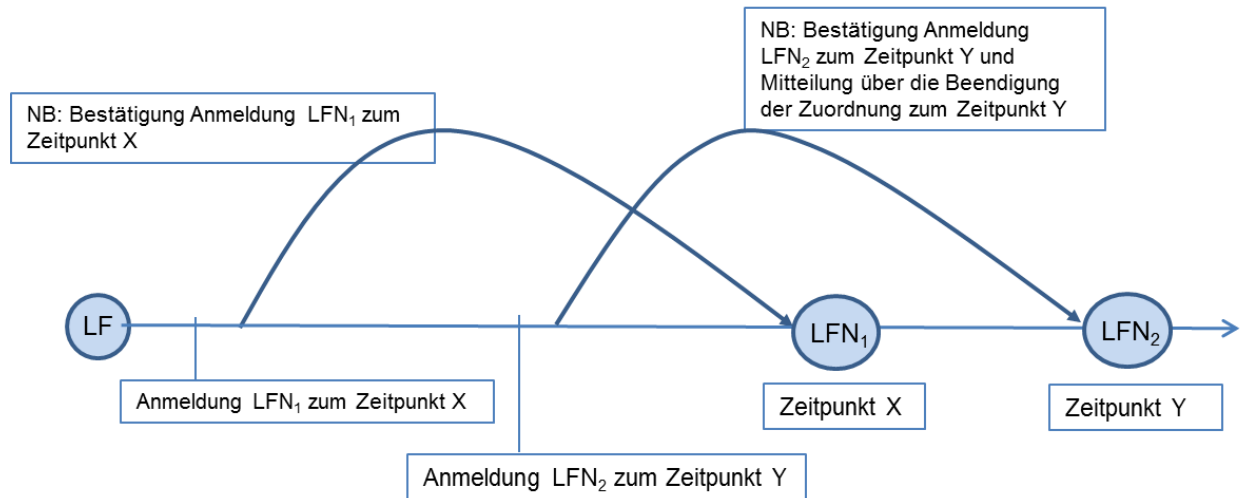 NB: Bestätigung Anmeldung LFN₁ zum
Zeitpunkt X
NB: Bestätigung Anmeldung
LFN₂ zum Zeitpunkt Y und
Mitteilung über die Beendigung
der Zuordnung zum Zeitpunkt Y
LF
LFN₁
LFN₂
Anmeldung LFN₁ zum Zeitpunkt X
Zeitpunkt X
Zeitpunkt Y
Anmeldung LFN₂ zum Zeitpunkt Y